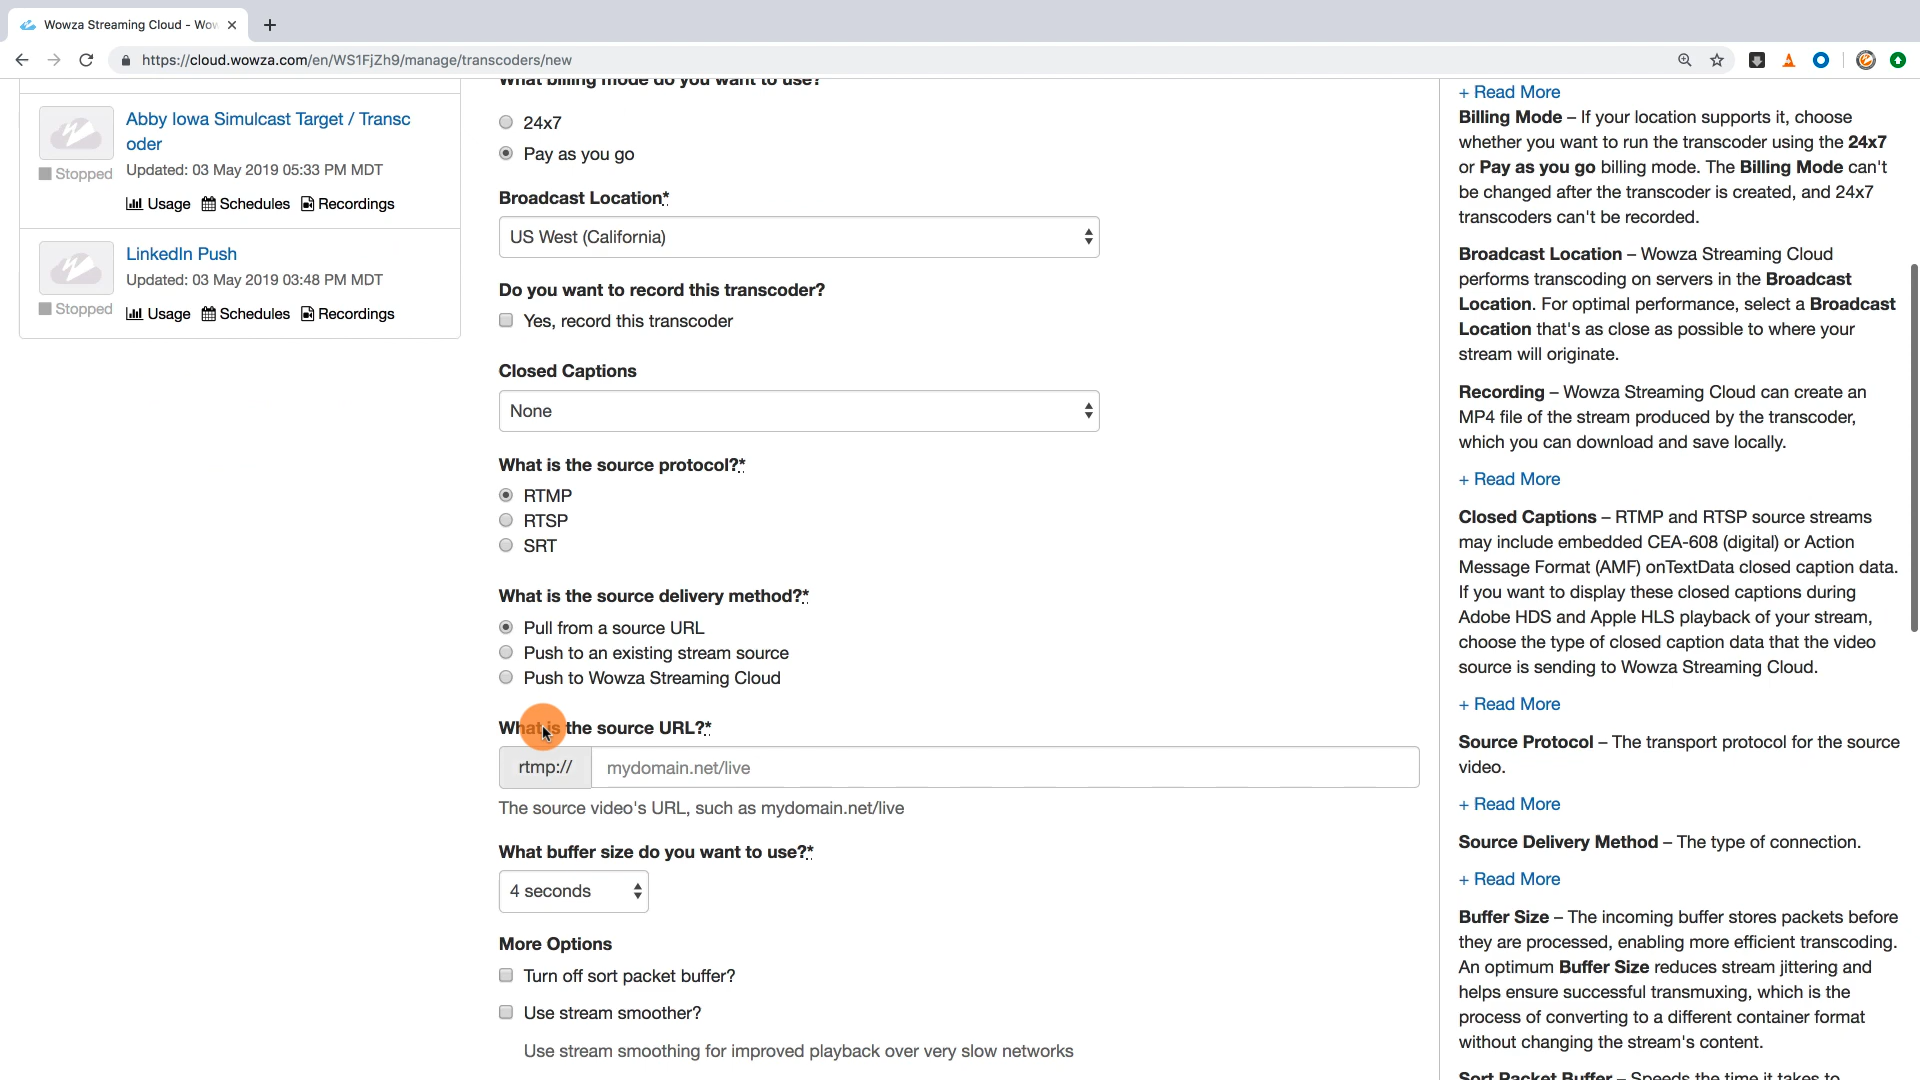 Wowza Streaming Cloud - Wow
https://cloud.wowza.com/en/WS1FjZh9/manage/transcoders/new
Abby Iowa Simulcast Target / Transc
oder
Stopped
Updated: 03 May 2019 05:33 PM MDT
Usage Schedules Recordings
LinkedIn Push
Updated: 03 May 2019 03:48 PM MDT
Stopped
Usage Schedules Recordings
What billing mode do you want to use?
24x7
Pay as you go
Broadcast Location*
US West (California)
Do you want to record this transcoder?
Yes, record this transcoder
Closed Captions
None
What is the source protocol?*
RTMP
RTSP
SRT
What is the source delivery method?*
Pull from a source URL
Push to an existing stream source
Push to Wowza Streaming Cloud
What is the source URL?*
rtmp:// mydomain.net/live
The source video's URL, such as mydomain.net/live
What buffer size do you want to use?*
4 seconds
More Options
Turn off sort packet buffer?
Use stream smoother?
Use stream smoothing for improved playback over very slow networks
+ Read More
Billing Mode – If your location supports it, choose
whether you want to run the transcoder using the 24x7
or Pay as you go billing mode. The Billing Mode can't
be changed after the transcoder is created, and 24x7
transcoders can't be recorded.
Broadcast Location – Wowza Streaming Cloud
performs transcoding on servers in the Broadcast
Location. For optimal performance, select a Broadcast
Location that's as close as possible to where your
stream will originate.
Recording – Wowza Streaming Cloud can create an
MP4 file of the stream produced by the transcoder,
which you can download and save locally.
+ Read More
Closed Captions – RTMP and RTSP source streams
may include embedded CEA-608 (digital) or Action
Message Format (AMF) onTextData closed caption data.
If you want to display these closed captions during
Adobe HDS and Apple HLS playback of your stream,
choose the type of closed caption data that the video
source is sending to Wowza Streaming Cloud.
+ Read More
Source Protocol – The transport protocol for the source
video.
+ Read More
Source Delivery Method – The type of connection.
+ Read More
Buffer Size – The incoming buffer stores packets before
they are processed, enabling more efficient transcoding.
An optimum Buffer Size reduces stream jittering and
helps ensure successful transmuxing, which is the
process of converting to a different container format
without changing the stream's content.
Sort Packet Buffer – Speeds the time it takes to